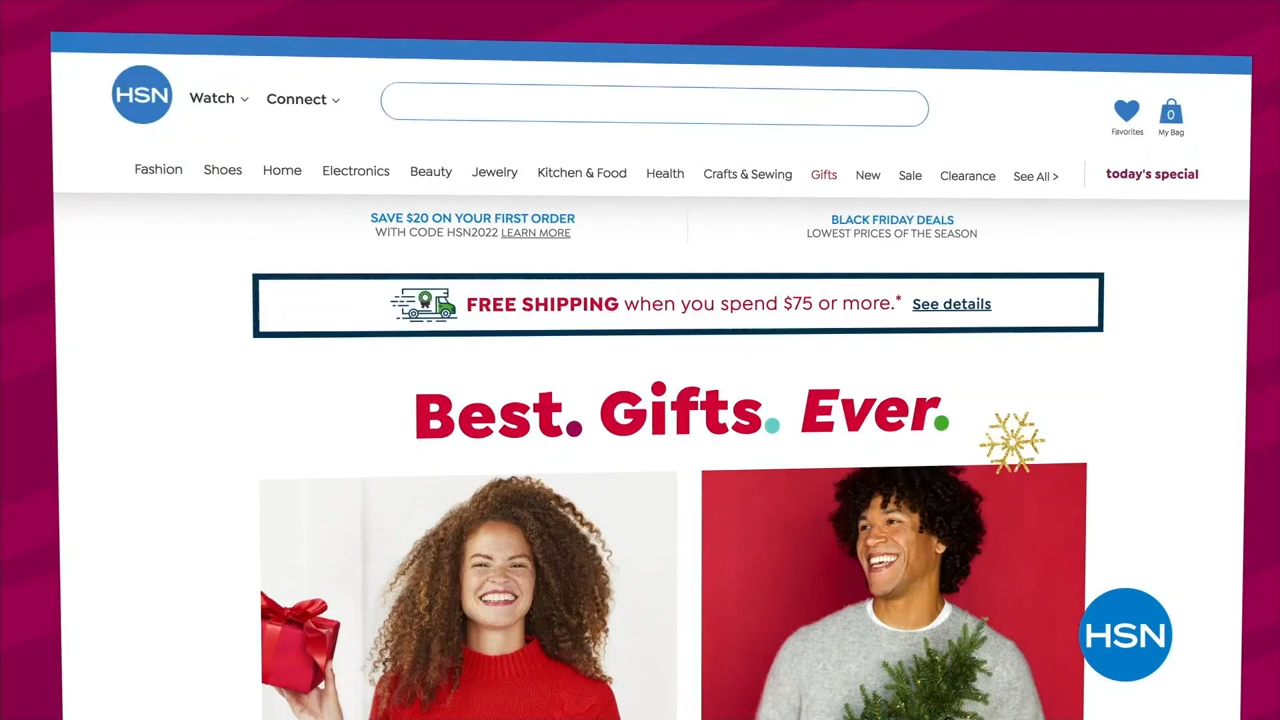 HSN Watch Connect
Favorites
0
My Bag
Fashion Shoes Home Electronics Beauty Jewelry Kitchen & Food Health Crafts & Sewing Gifts New Sale Clearance See All > today's special
SAVE $20 ON YOUR FIRST ORDER
WITH CODE HSN2022 LEARN MORE
BLACK FRIDAY DEALS
LOWEST PRICES OF THE SEASON
FREE SHIPPING when you spend $75 or more.* See details
Best. Gifts. Ever.
HSN